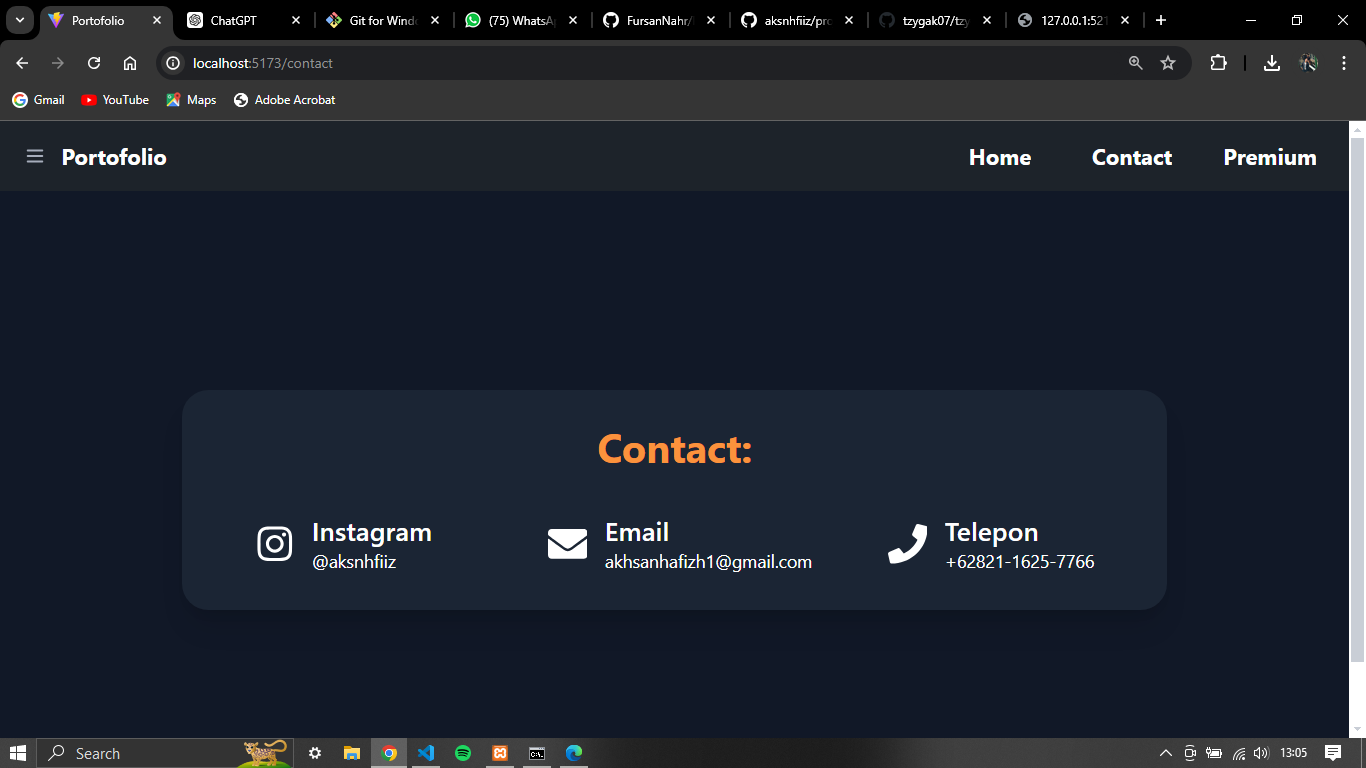 Portofolio
ChatGPT
Git for Wind
(75) WhatsA
FursanNahr/
aksnhfiiz/pro
tzygak07/tzy
127.0.0.1:521
localhost:5173/contact
Gmail
YouTube
Maps
Adobe Acrobat
Portofolio
Home
Contact
Premium
Contact:
Instagram
@aksnhfiiz
Email
akhsanhafizh1@gmail.com
Telepon
+62821-1625-7766
Search
13:05